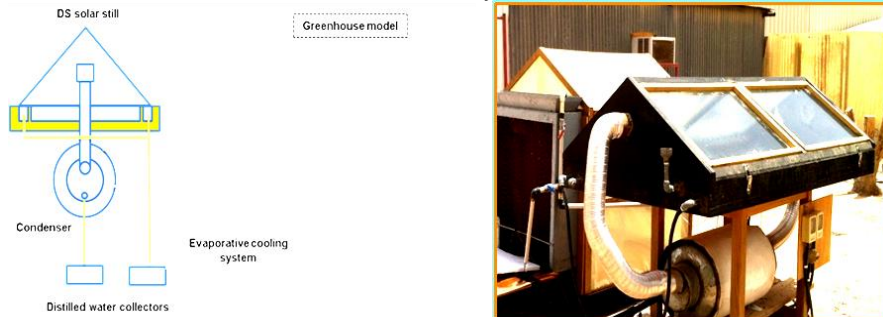 DS solar still
Greenhouse model
Condenser
Evaporative cooling
system
Distilled water collectors